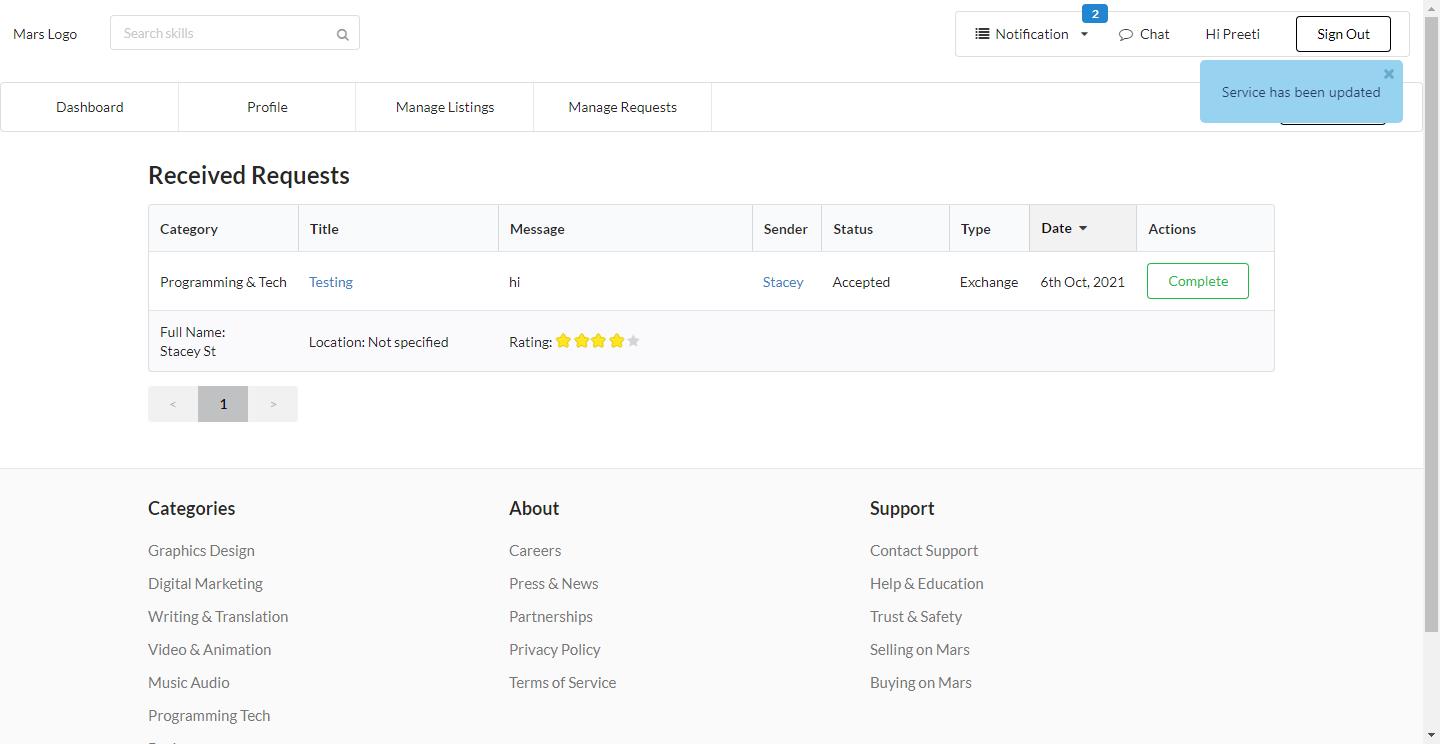 Mars Logo
Search skills
2
Notification
Chat
Hi Preeti
Sign Out
Service has been updated
Dashboard
Profile
Manage Listings
Manage Requests
Received Requests
Category Title Message Sender Status Type Date Actions
Programming & Tech Testing hi Stacey Accepted Exchange 6th Oct, 2021 Complete
Full Name:
Stacey St
Location: Not specified
Rating:
< 1 >
Categories
Graphics Design
Digital Marketing
Writing & Translation
Video & Animation
Music Audio
Programming Tech
About
Careers
Press & News
Partnerships
Privacy Policy
Terms of Service
Support
Contact Support
Help & Education
Trust & Safety
Selling on Mars
Buying on Mars